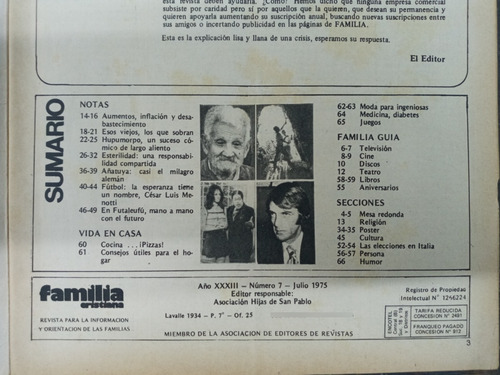 esta revista deben ayudarla. ¿Cómo? Hemos dicho que ninguna empresa comercial
subsiste por caridad pero sí por aquellos que la quieren, que desean su permanencia y
quieren apoyarla aumentando su suscripción anual, buscando nuevas suscripciones entre
sus amigos o incertando publicidad en las páginas de FAMILIA.
Esta es la explicación lisa y llana de una crisis, esperamos su respuesta.
El Editor
SUMARIO
NOTAS
14-16 Aumentos, inflación y desa-
bastecimiento
18-21 Esos viejos, los que sobran
22-25 Hupumorpo, un suceso có-
mico de largo aliento
26-32 Esterilidad: una responsabi-
lidad compartida
36-39 Añatuya: casi el milagro
alemán
40-44 Fútbol: la esperanza tiene
un nombre, César Luis Me-
notti
46-49 En Futaleufú, mano a mano
con el futuro
VIDA EN CASA
60 Cocina ...¡Pizzas!
61 Consejos útiles para el ho-
gar
62-63 Moda para ingeniosas
64 Medicina, diabetes
65 Juegos
FAMILIA GUIA
6-7 Televisión
8-9 Cine
10 Discos
12 Teatro
58-59 Libros
55 Aniversarios
SECCIONES
4-5 Mesa redonda
13 Religión
34-35 Poster
45 Cultura
52-54 Las elecciones en Italia
56-57 Persona
66 Humor
familia
cristiana
REVISTA PARA LA INFORMACION
Y ORIENTACION DE LAS FAMILIAS.
Año XXXIII - Número 7 - Julio 1975
Editor responsable:
Asociación Hijas de San Pablo
Lavalle 1934 - P. 7° - Of. 25
MIEMBRO DE LA ASOCIACION DE EDITORES DE REVISTAS
Registro de Propiedad
Intelectual N° 1246224
ENCOTEL
TARIFA REDUCIDA
CONCESION N° 2481
FRANQUEO PAGADO
CONCESION N° 912
3